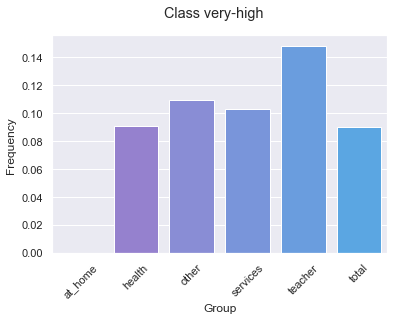 Class very-high
0.14
0.12
0.10
0.08
0.06
0.04
0.02
0.00
Frequency
at_home
health
other
services
teacher
total
Group